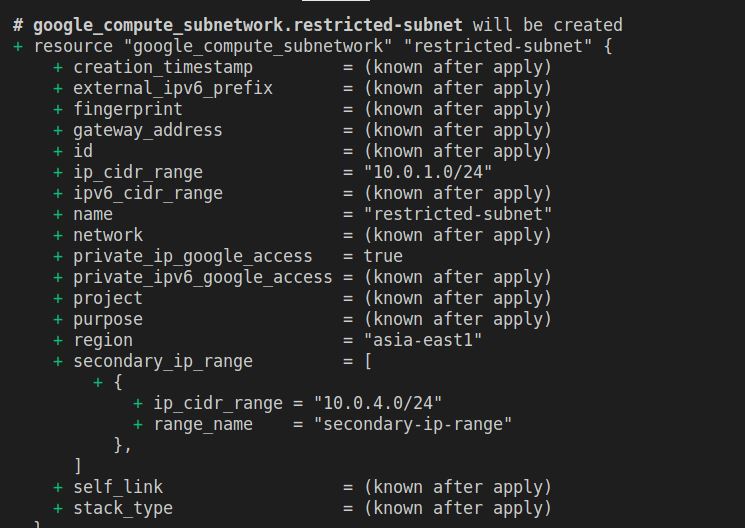 # google_compute_subnetwork.restricted-subnet will be created
+ resource "google_compute_subnetwork" "restricted-subnet" {
    + creation_timestamp         = (known after apply)
    + external_ipv6_prefix       = (known after apply)
    + fingerprint                = (known after apply)
    + gateway_address            = (known after apply)
    + id                         = (known after apply)
    + ip_cidr_range              = "10.0.1.0/24"
    + ipv6_cidr_range            = (known after apply)
    + name                       = "restricted-subnet"
    + network                    = (known after apply)
    + private_ip_google_access   = true
    + private_ipv6_google_access = (known after apply)
    + project                    = (known after apply)
    + purpose                    = (known after apply)
    + region                     = "asia-east1"
    + secondary_ip_range         = [
        + {
            + ip_cidr_range = "10.0.4.0/24"
            + range_name    = "secondary-ip-range"
          },
      ]
    + self_link                  = (known after apply)
    + stack_type                 = (known after apply)
  }